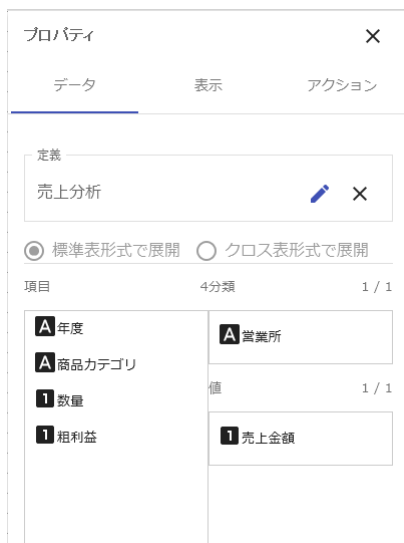 プロパティ
データ 表示 アクション
定義
売上分析
標準表形式で展開 クロス表形式で展開
項目 4分類 1 / 1
A 年度
A 商品カテゴリ
1 数量
1 粗利益
A 営業所
値 1 / 1
1 売上金額